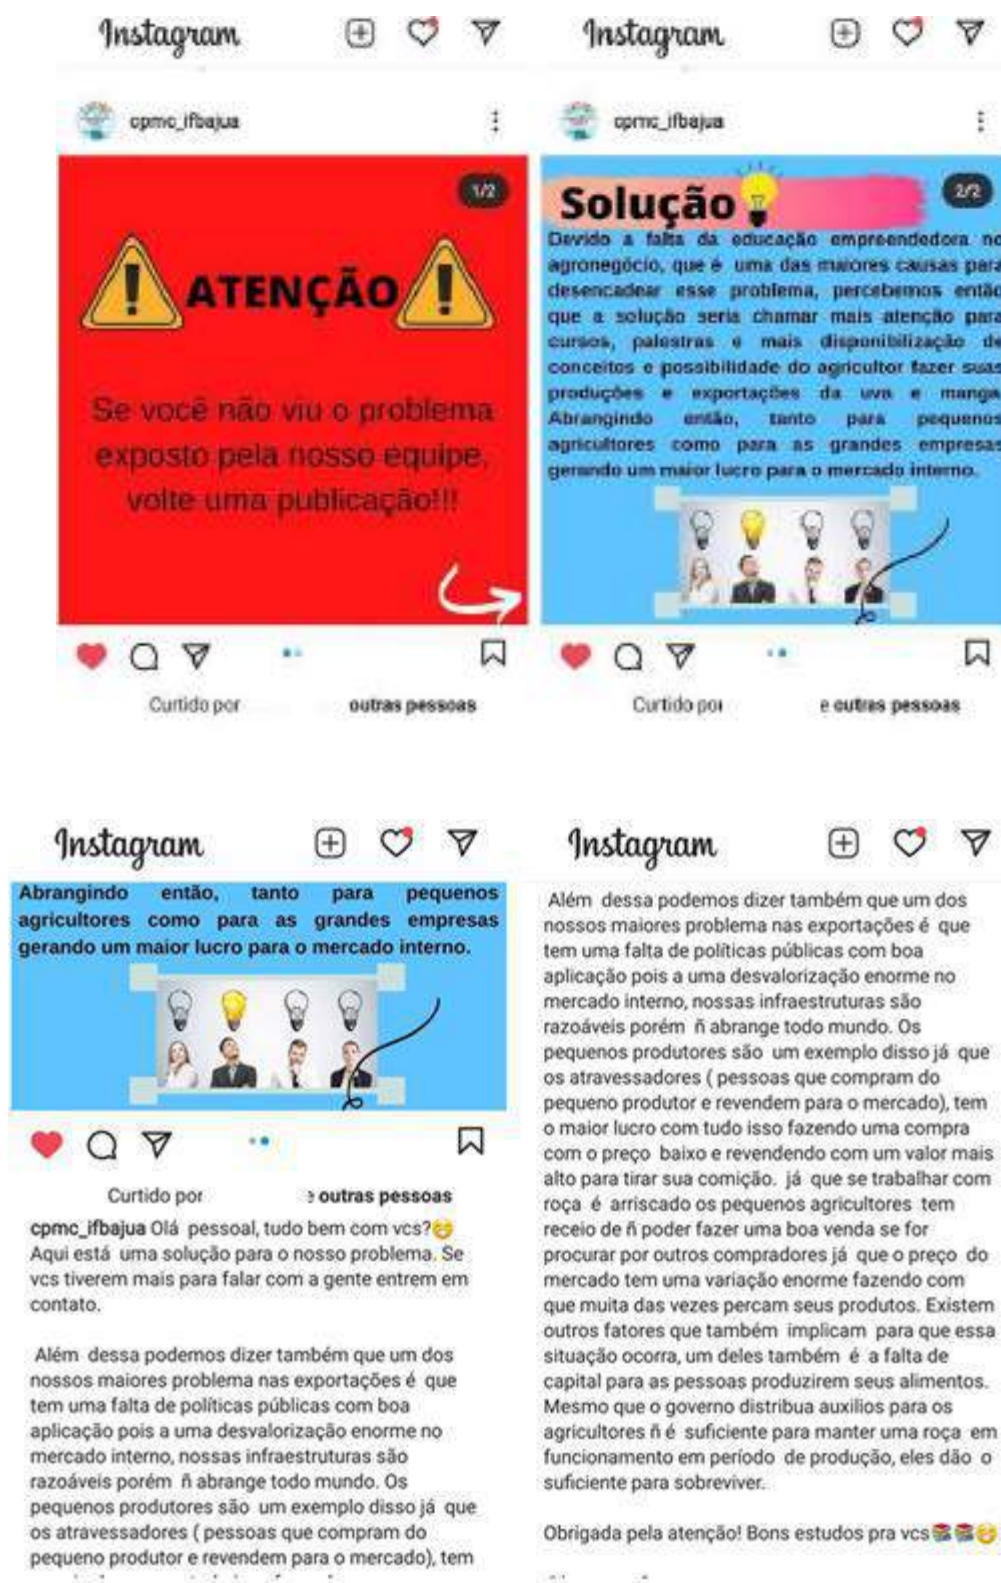 Instagram
cpmc_ifbajua
1/2
ATENÇÃO
Se você não viu o problema
exposto pela nosso equipe,
volte uma publicação!!!
Curtido por outras pessoas
Instagram
cpmc_ifbajua
2/2
Solução
Devido a falta da educação empreendedora no
agronegócio, que é uma das maiores causas para
desencadear esse problema, percebemos então
que a solução seria chamar mais atenção para
cursos, palestras e mais disponibilização de
conceitos e possibilidade do agricultor fazer suas
produções e exportações da uva e manga.
Abrangindo então, tanto para pequenos
agricultores como para as grandes empresas
gerando um maior lucro para o mercado interno.
Curtido por e outras pessoas
Instagram
Abrangindo então, tanto para pequenos
agricultores como para as grandes empresas
gerando um maior lucro para o mercado interno.
Curtido por e outras pessoas
cpmc_ifbajua Olá pessoal, tudo bem com vcs?😁
Aqui está uma solução para o nosso problema. Se
vcs tiverem mais para falar com a gente entrem em
contato.
Além dessa podemos dizer também que um dos
nossos maiores problema nas exportações é que
tem uma falta de políticas públicas com boa
aplicação pois a uma desvalorização enorme no
mercado interno, nossas infraestruturas são
razoáveis porém ñ abrange todo mundo. Os
pequenos produtores são um exemplo disso já que
os atravessadores ( pessoas que compram do
pequeno produtor e revendem para o mercado), tem
Instagram
Além dessa podemos dizer também que um dos
nossos maiores problema nas exportações é que
tem uma falta de políticas públicas com boa
aplicação pois a uma desvalorização enorme no
mercado interno, nossas infraestruturas são
razoáveis porém ñ abrange todo mundo. Os
pequenos produtores são um exemplo disso já que
os atravessadores ( pessoas que compram do
pequeno produtor e revendem para o mercado), tem
o maior lucro com tudo isso fazendo uma compra
com o preço baixo e revendendo com um valor mais
alto para tirar sua comição. já que se trabalhar com
roça é arriscado os pequenos agricultores tem
receio de ñ poder fazer uma boa venda se for
procurar por outros compradores já que o preço do
mercado tem uma variação enorme fazendo com
que muita das vezes percam seus produtos. Existem
outros fatores que também implicam para que essa
situação ocorra, um deles também é a falta de
capital para as pessoas produzirem seus alimentos.
Mesmo que o governo distribua auxilios para os
agricultores ñ é suficiente para manter uma roça em
funcionamento em período de produção, eles dão o
suficiente para sobreviver.
Obrigada pela atenção! Bons estudos pra vcs📚📚😁